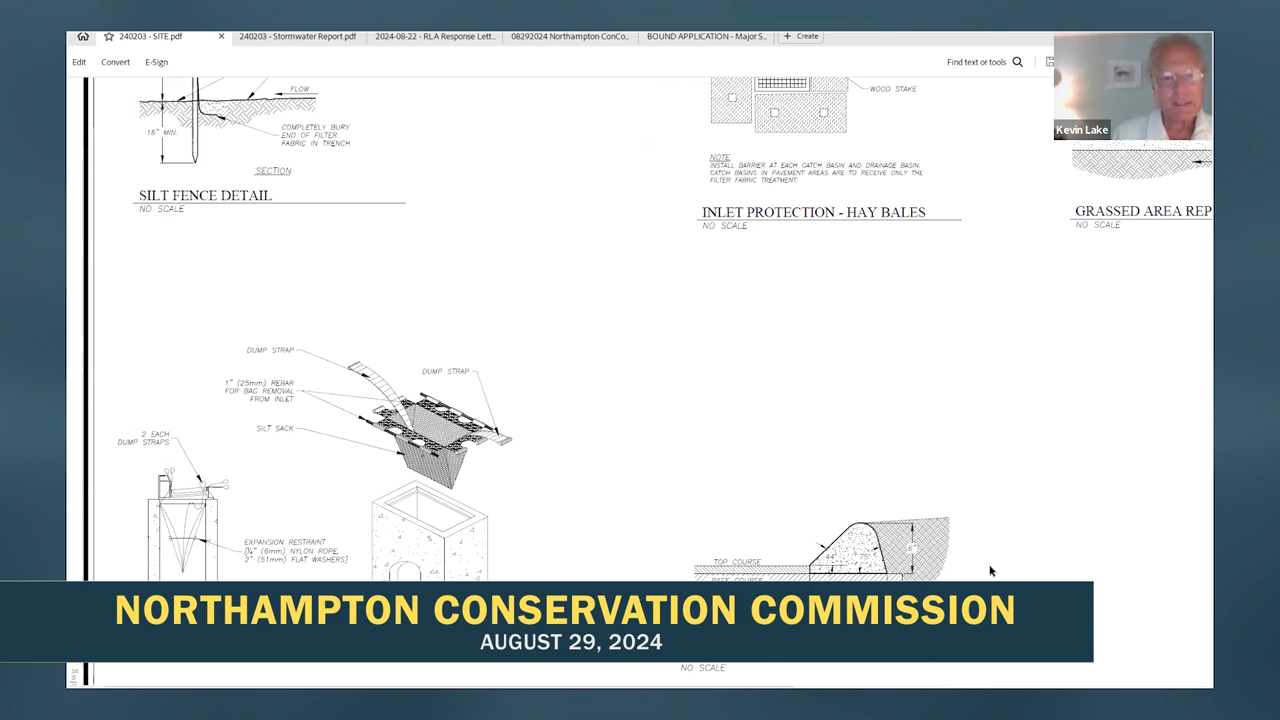 240203 - SITE.pdf
240203 - Stormwater Report.pdf
2024-08-22 - RLA Response Lett...
08292024 Northampton ConCo...
BOUND APPLICATION - Major S...
Create
Edit
Convert
E-Sign
Find text or tools
Kevin Lake
FLOW
16" MIN.
COMPLETELY BURY
END OF FILTER
FABRIC IN TRENCH
SECTION
SILT FENCE DETAIL
NO SCALE
WOOD STAKE
NOTE
INSTALL BARRIER AT EACH CATCH BASIN AND DRAINAGE BASIN.
CATCH BASINS IN PAVEMENT AREAS ARE TO RECEIVE ONLY THE
FILTER FABRIC TREATMENT.
INLET PROTECTION - HAY BALES
NO SCALE
GRASSED AREA REP
NO SCALE
DUMP STRAP
DUMP STRAP
1" (25mm) REBAR
FOR BAG REMOVAL
FROM INLET
SILT SACK
2 EACH
DUMP STRAPS
EXPANSION RESTRAINT
[¼" (6mm) NYLON ROPE,
2" (51mm) FLAT WASHERS]
TOP COURSE
BASE COURSE
44°
75°
6"
NORTHAMPTON CONSERVATION COMMISSION
AUGUST 29, 2024
NO SCALE